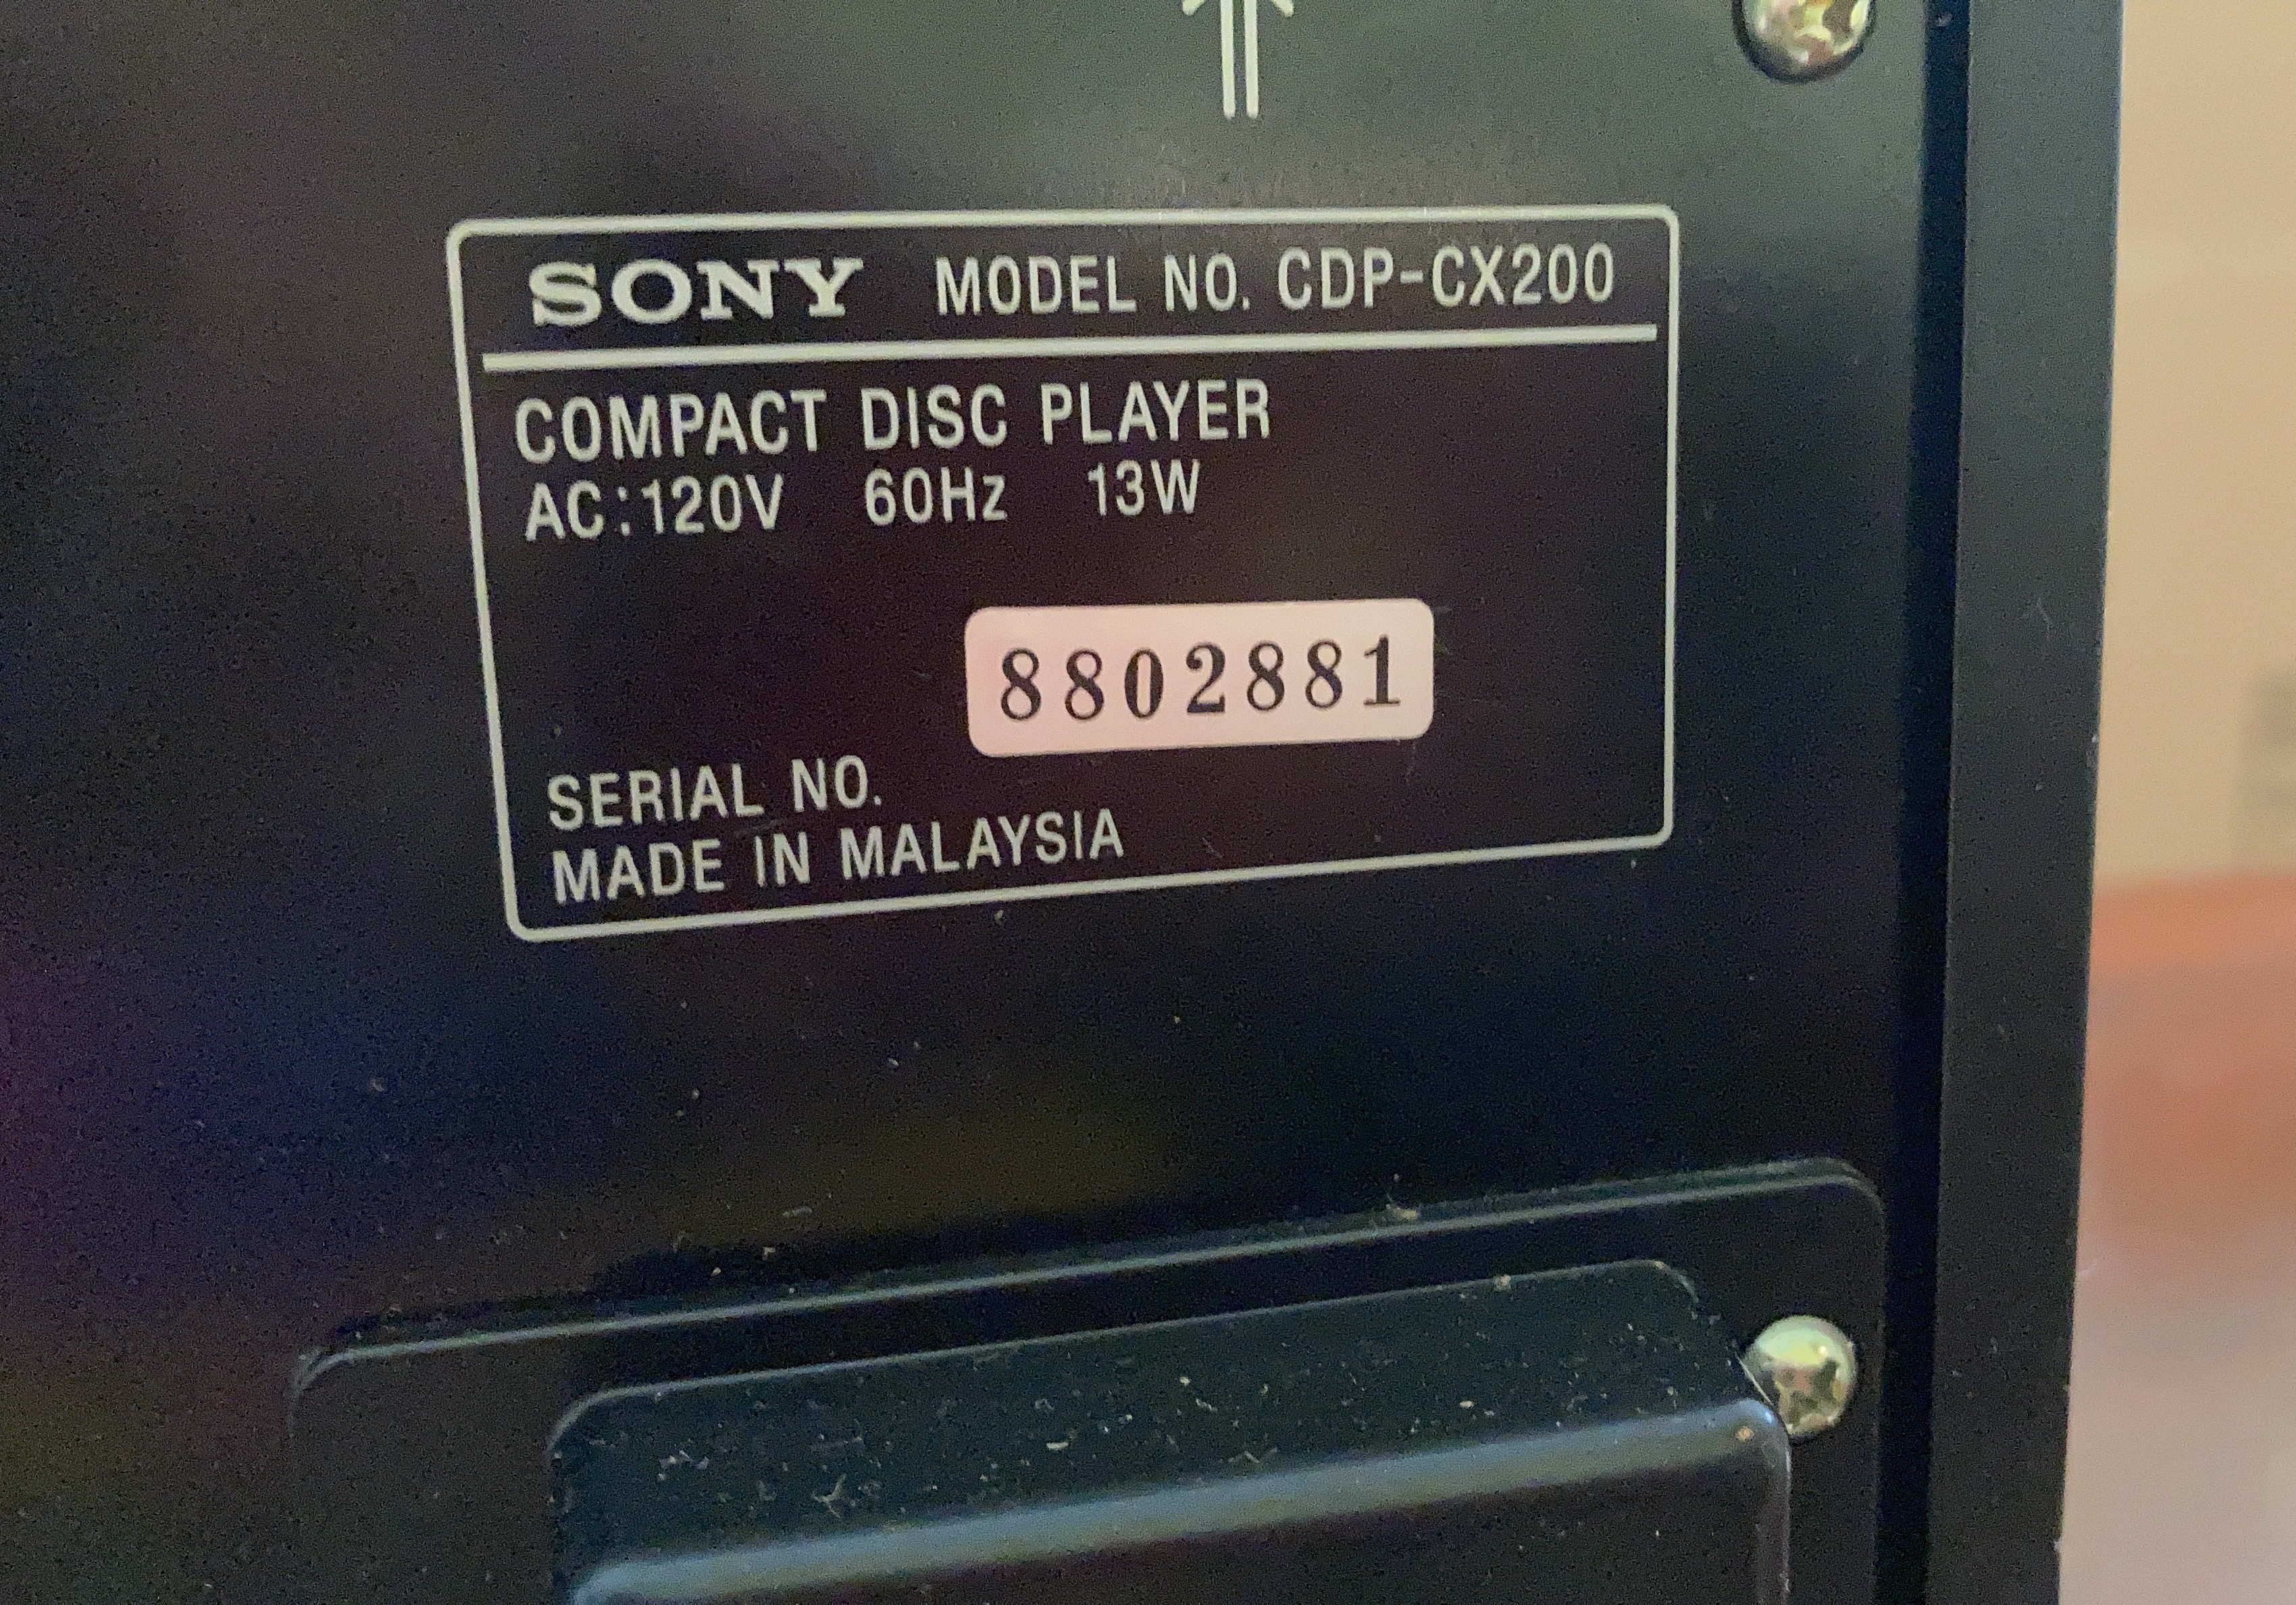 SONY MODEL NO. CDP-CX200
COMPACT DISC PLAYER
AC:120V 60Hz 13W
8802881
SERIAL NO.
MADE IN MALAYSIA